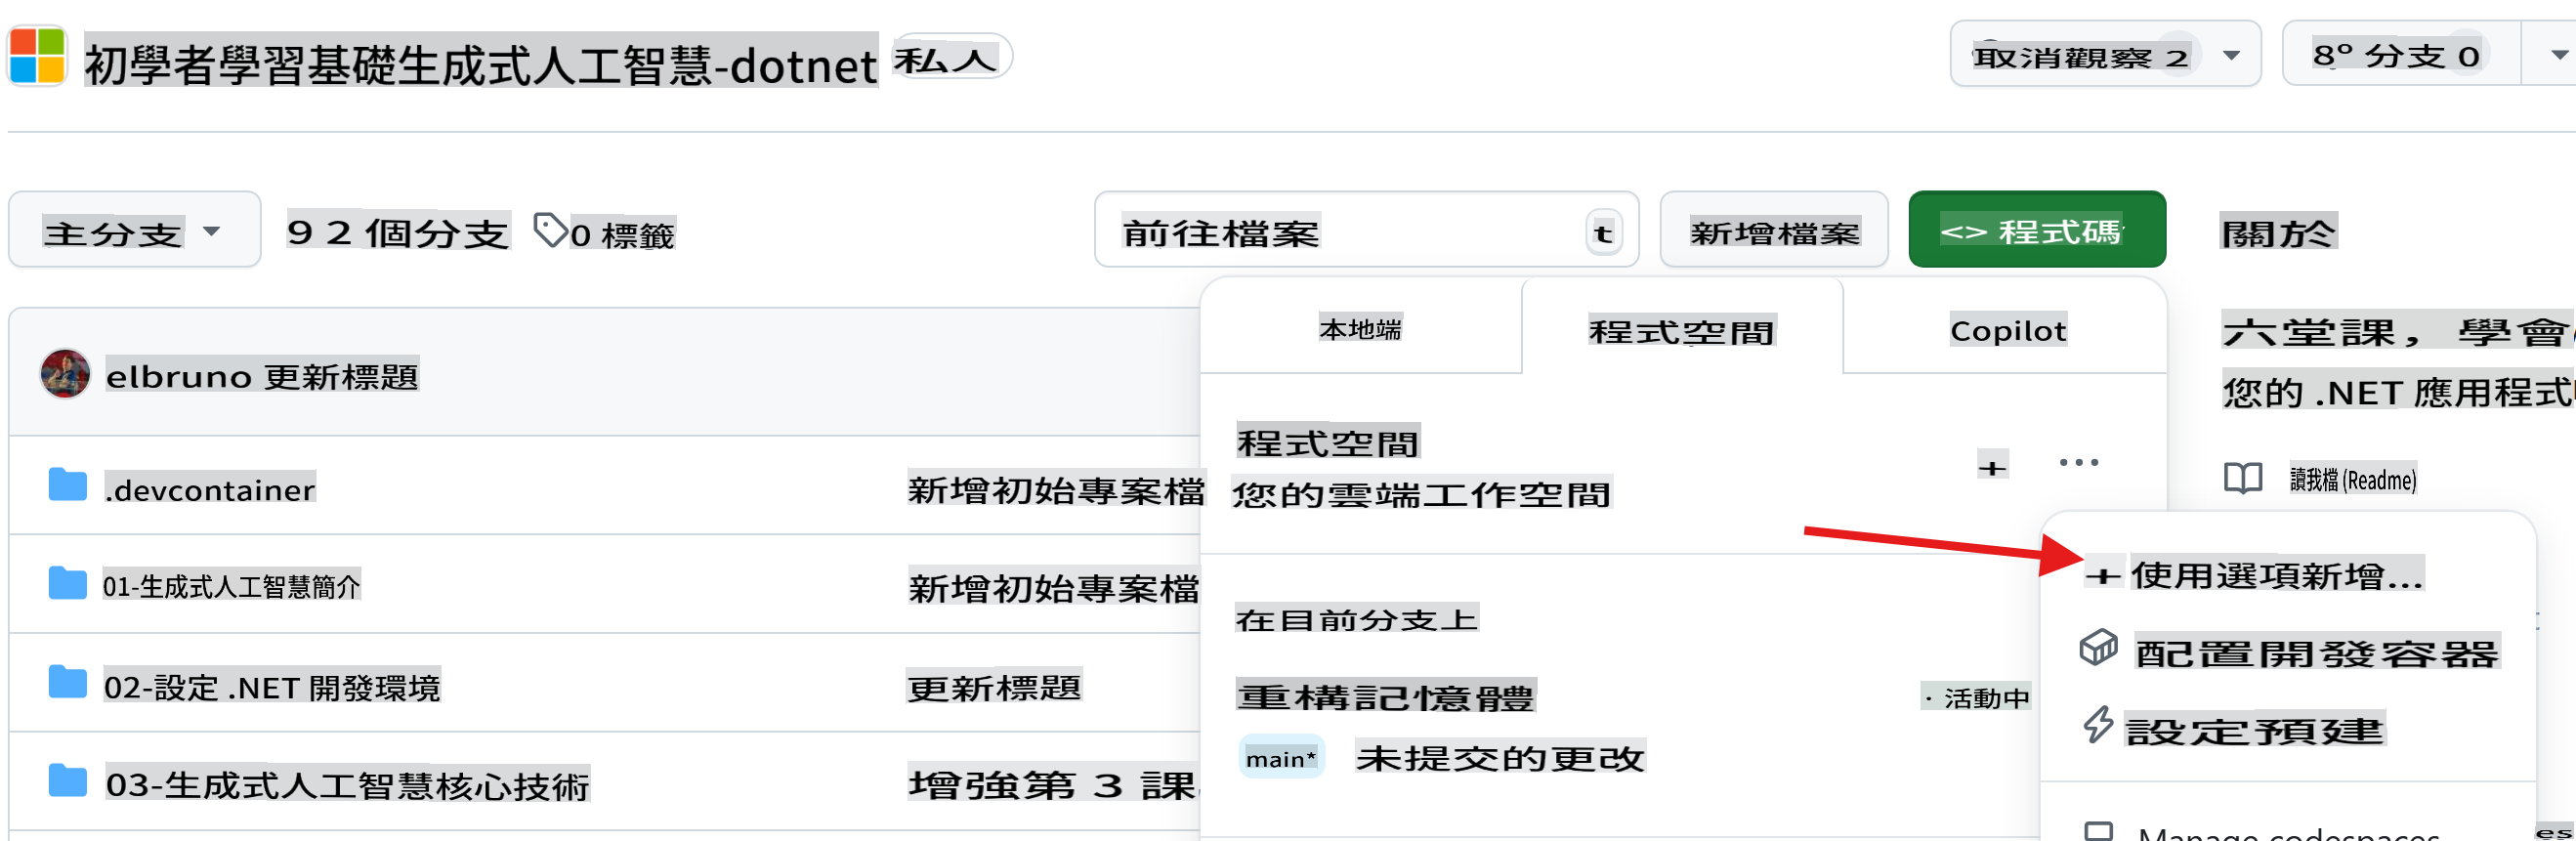 初學者學習基礎生成式人工智慧-dotnet 私人
取消觀察 2
8º 分支 0
主分支
9 2 個分支
0 標籤
前往檔案
t
新增檔案
<> 程式碼
關於
本地端
程式空間
Copilot
六堂課，學會
您的 .NET 應用程式
讀我檔 (Readme)
elbruno 更新標題
程式空間
+
您的雲端工作空間
.devcontainer
新增初始專案檔
01-生成式人工智慧簡介
新增初始專案檔
02-設定 .NET 開發環境
更新標題
03-生成式人工智慧核心技術
增強第 3 課
在目前分支上
重構記憶體
· 活動中
main*
未提交的更改
+ 使用選項新增...
配置開發容器
設定預建
Manage codespaces
es